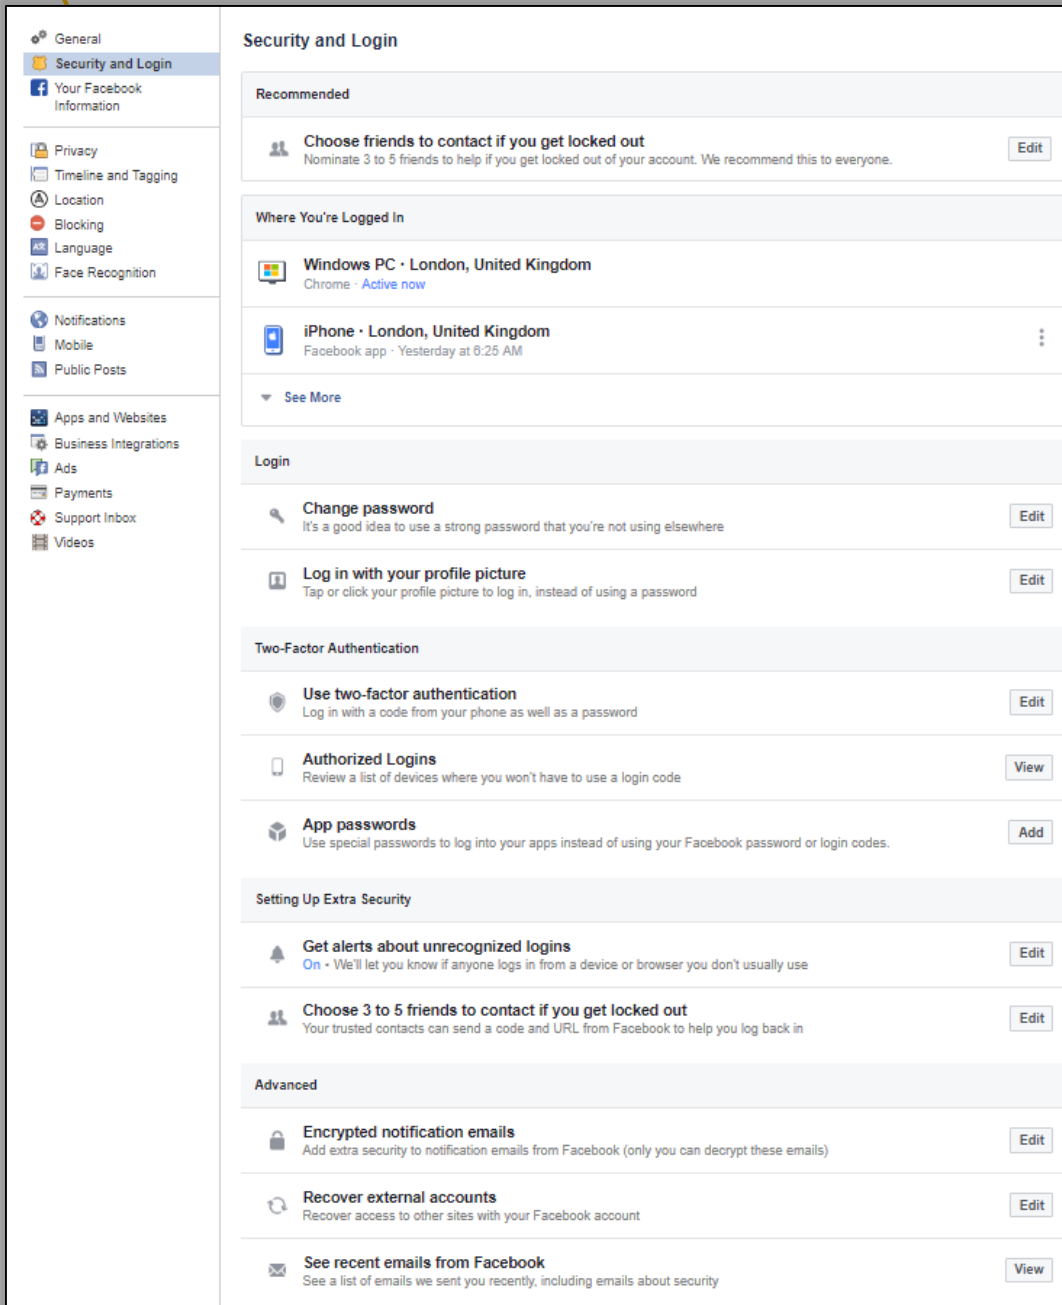 General
Security and Login
Your Facebook
Information
Privacy
Timeline and Tagging
Location
Blocking
Language
Face Recognition
Notifications
Mobile
Public Posts
Apps and Websites
Business Integrations
Ads
Payments
Support Inbox
Videos
Security and Login
Recommended
Choose friends to contact if you get locked out
Nominate 3 to 5 friends to help if you get locked out of your account. We recommend this to everyone.
Edit
Where You're Logged In
Windows PC · London, United Kingdom
Chrome · Active now
iPhone · London, United Kingdom
Facebook app · Yesterday at 6:25 AM
See More
Login
Change password
It's a good idea to use a strong password that you're not using elsewhere
Edit
Log in with your profile picture
Tap or click your profile picture to log in, instead of using a password
Edit
Two-Factor Authentication
Use two-factor authentication
Log in with a code from your phone as well as a password
Edit
Authorized Logins
Review a list of devices where you won't have to use a login code
View
App passwords
Use special passwords to log into your apps instead of using your Facebook password or login codes.
Add
Setting Up Extra Security
Get alerts about unrecognized logins
On • We'll let you know if anyone logs in from a device or browser you don't usually use
Edit
Choose 3 to 5 friends to contact if you get locked out
Your trusted contacts can send a code and URL from Facebook to help you log back in
Edit
Advanced
Encrypted notification emails
Add extra security to notification emails from Facebook (only you can decrypt these emails)
Edit
Recover external accounts
Recover access to other sites with your Facebook account
Edit
See recent emails from Facebook
See a list of emails we sent you recently, including emails about security
View